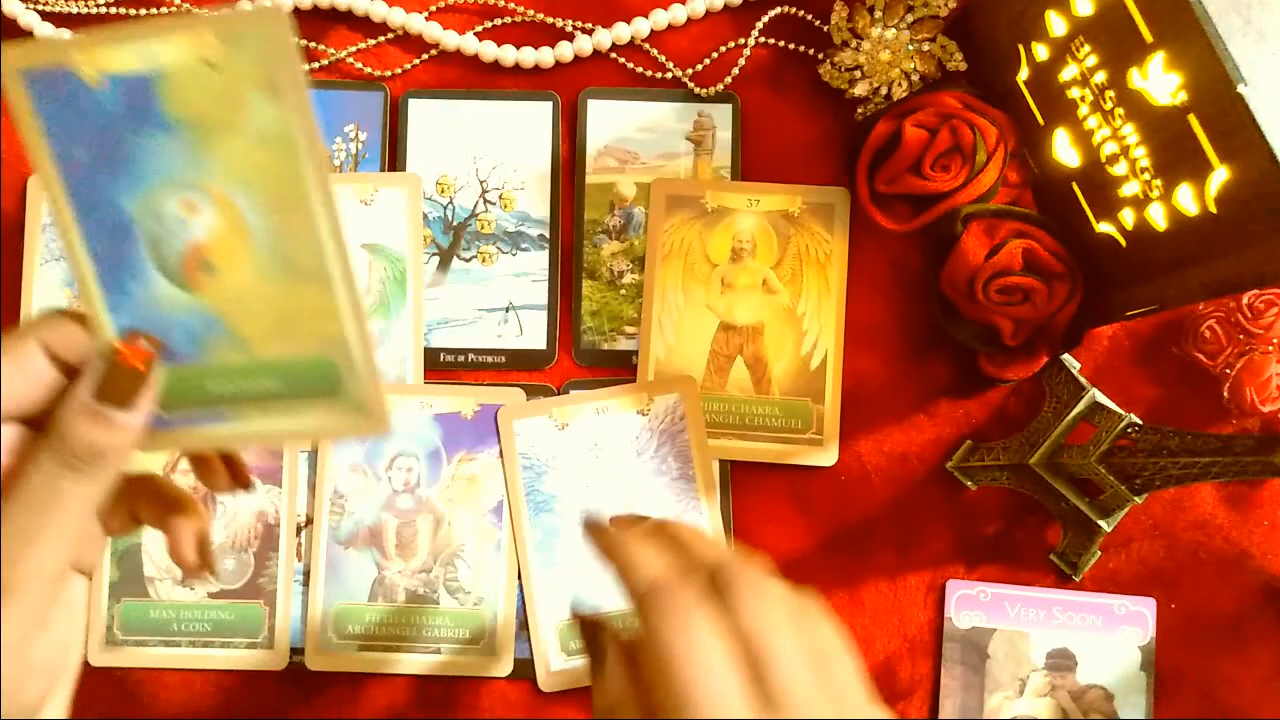 BLESSINGS
TAROT
37
FIVE OF PENTACLES
THIRD CHAKRA,
ARCHANGEL CHAMUEL
40
MAN HOLDING
A COIN
FIFTH CHAKRA,
ARCHANGEL GABRIEL
VERY SOON